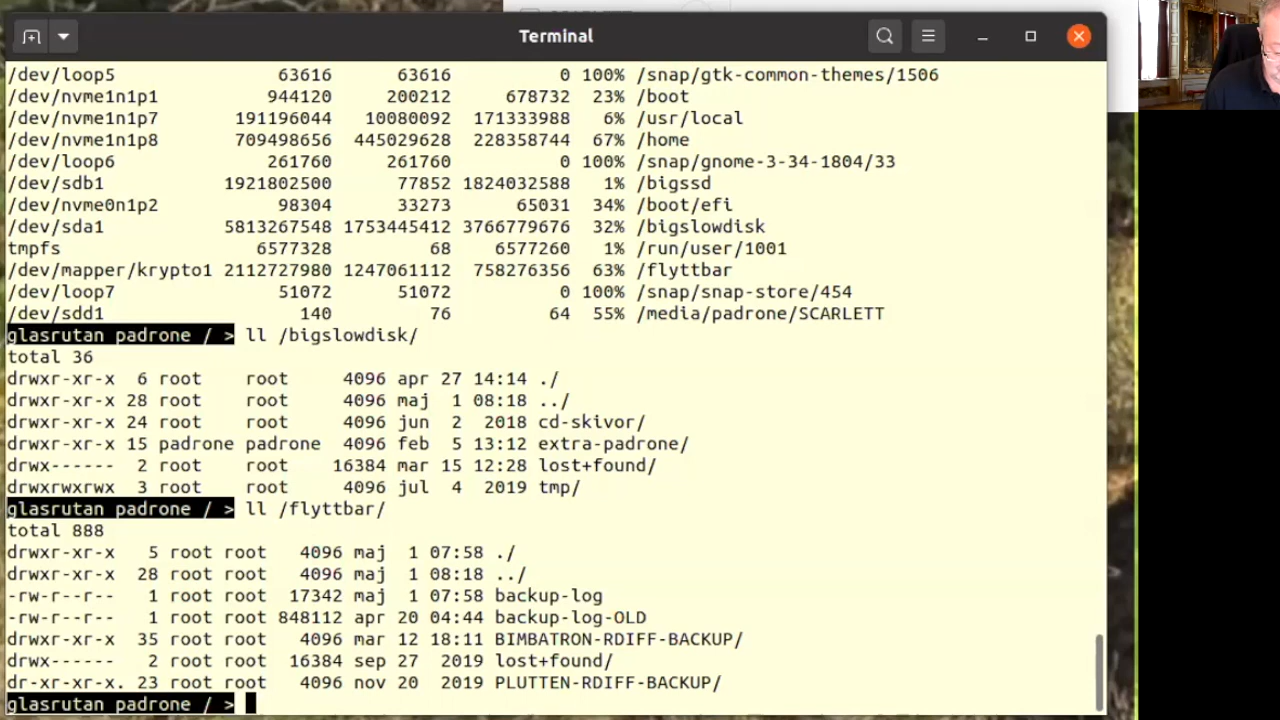 Terminal
/dev/loop5 63616 63616 0 100% /snap/gtk-common-themes/1506
/dev/nvme1n1p1 944120 200212 678732 23% /boot
/dev/nvme1n1p7 191196044 10080092 171333988 6% /usr/local
/dev/nvme1n1p8 709498656 445029628 228358744 67% /home
/dev/loop6 261760 261760 0 100% /snap/gnome-3-34-1804/33
/dev/sdb1 1921802500 77852 1824032588 1% /bigssd
/dev/nvme0n1p2 98304 33273 65031 34% /boot/efi
/dev/sda1 5813267548 1753445412 3766779676 32% /bigslowdisk
tmpfs 6577328 68 6577260 1% /run/user/1001
/dev/mapper/krypto1 2112727980 1247061112 758276356 63% /flyttbar
/dev/loop7 51072 51072 0 100% /snap/snap-store/454
/dev/sdd1 140 76 64 55% /media/padrone/SCARLETT
glasrutan padrone / > ll /bigslowdisk/
total 36
drwxr-xr-x 6 root root 4096 apr 27 14:14 ./
drwxr-xr-x 28 root root 4096 maj 1 08:18 ../
drwxr-xr-x 24 root root 4096 jun 2 2018 cd-skivor/
drwxr-xr-x 15 padrone padrone 4096 feb 5 13:12 extra-padrone/
drwx------ 2 root root 16384 mar 15 12:28 lost+found/
drwxrwxrwx 3 root root 4096 jul 4 2019 tmp/
glasrutan padrone / > ll /flyttbar/
total 888
drwxr-xr-x 5 root root 4096 maj 1 07:58 ./
drwxr-xr-x 28 root root 4096 maj 1 08:18 ../
-rw-r--r-- 1 root root 17342 maj 1 07:58 backup-log
-rw-r--r-- 1 root root 848112 apr 20 04:44 backup-log-OLD
drwxr-xr-x 35 root root 4096 mar 12 18:11 BIMBATRON-RDIFF-BACKUP/
drwx------ 2 root root 16384 sep 27 2019 lost+found/
dr-xr-xr-x. 23 root root 4096 nov 20 2019 PLUTTEN-RDIFF-BACKUP/
glasrutan padrone / >